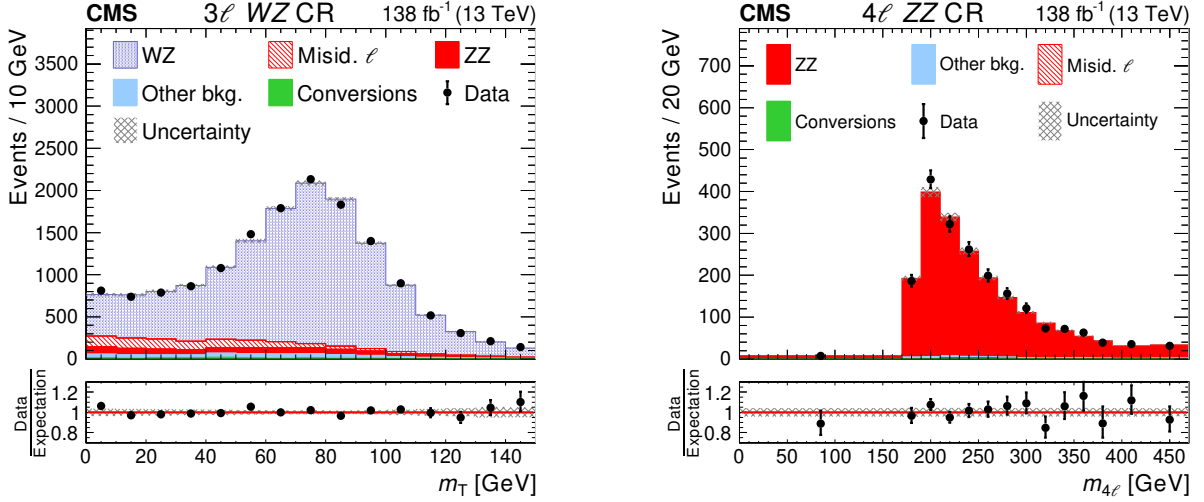 CMS 3ℓ WZ CR 138 fb⁻¹ (13 TeV)
Events / 10 GeV
3500
3000
2500
2000
1500
1000
500
0
WZ Misid. ℓ ZZ
Other bkg. Conversions Data
Uncertainty
Data
Expectation
1.2
1
0.8
0 20 40 60 80 100 120 140
m_T [GeV]
CMS 4ℓ ZZ CR 138 fb⁻¹ (13 TeV)
Events / 20 GeV
700
600
500
400
300
200
100
0
ZZ Other bkg. Misid. ℓ
Conversions Data Uncertainty
Data
Expectation
1.2
1
0.8
0 50 100 150 200 250 300 350 400 450
m_4ℓ [GeV]